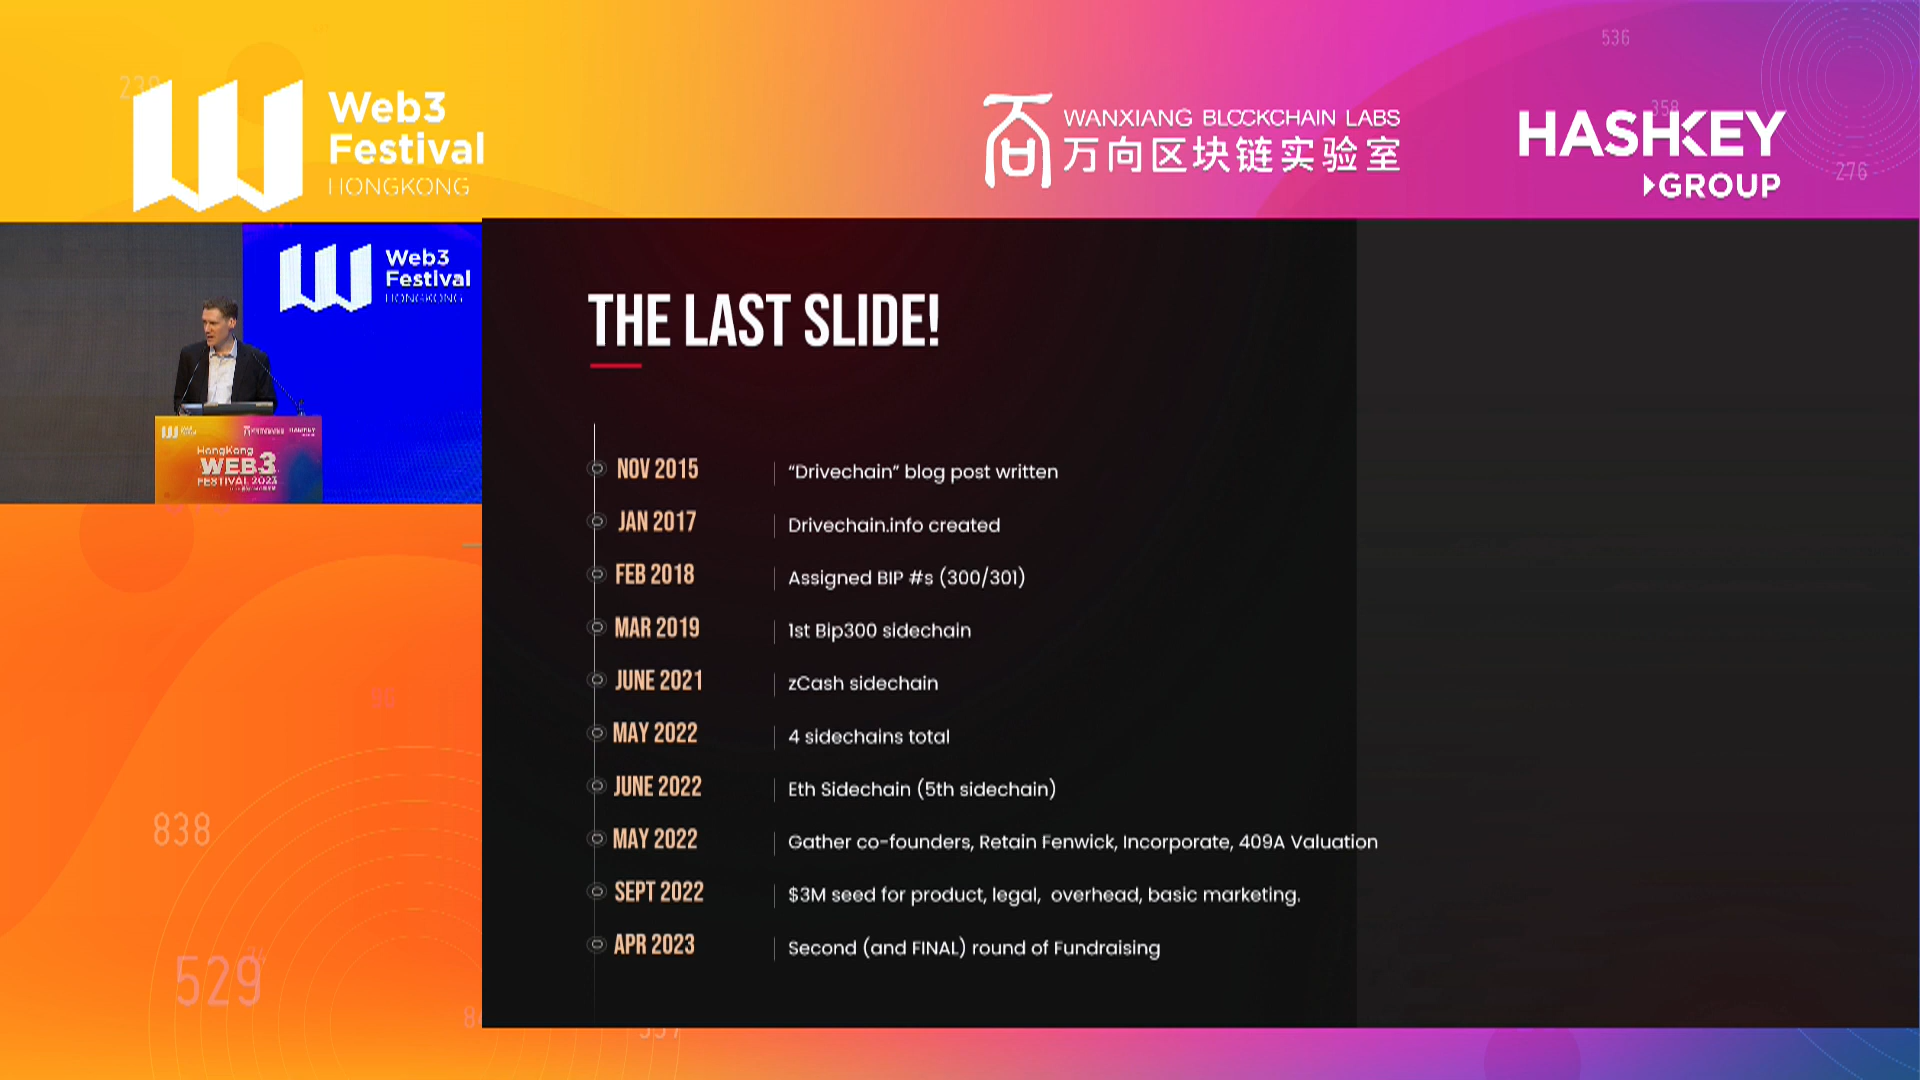 Web3
Festival
HONGKONG
WANXIANG BLOCKCHAIN LABS
万向区块链实验室
HASHKEY
GROUP
536
358
276
Web3
Festival
HONGKONG
HongKong
WEB3
FESTIVAL 2023
THE LAST SLIDE!
NOV 2015 “Drivechain” blog post written
JAN 2017 Drivechain.info created
FEB 2018 Assigned BIP #s (300/301)
MAR 2019 1st Bip300 sidechain
JUNE 2021 zCash sidechain
MAY 2022 4 sidechains total
JUNE 2022 Eth Sidechain (5th sidechain)
MAY 2022 Gather co-founders, Retain Fenwick, Incorporate, 409A Valuation
SEPT 2022 $3M seed for product, legal, overhead, basic marketing.
APR 2023 Second (and FINAL) round of Fundraising
838
529